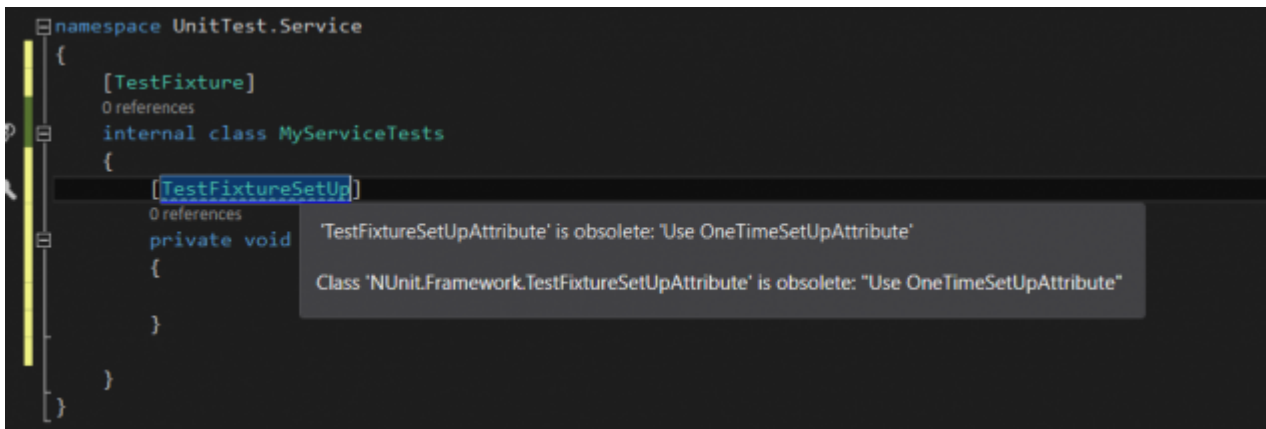 namespace UnitTest.Service
{
[TestFixture]
0 references
internal class MyServiceTests
{
[TestFixtureSetUp]
0 references
private void
'TestFixtureSetUpAttribute' is obsolete: 'Use OneTimeSetUpAttribute'
{
Class 'NUnit.Framework.TestFixtureSetUpAttribute' is obsolete: "Use OneTimeSetUpAttribute"
}
}
}